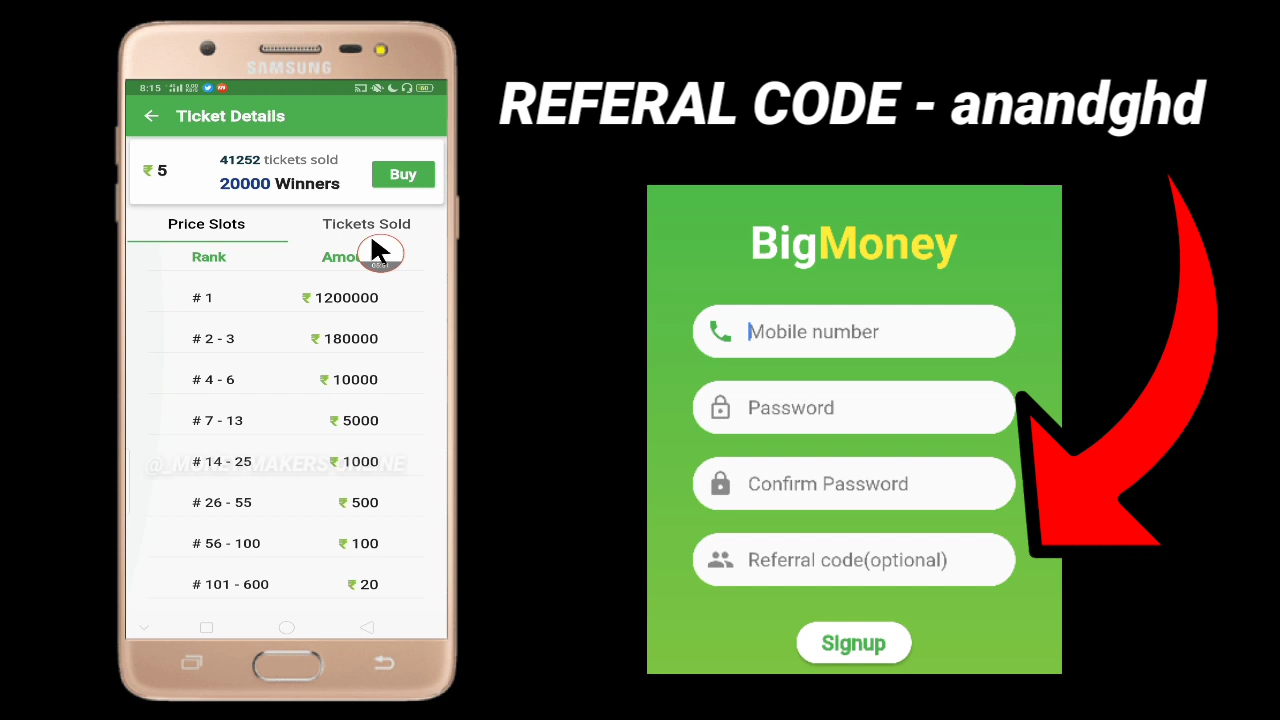 REFERAL CODE - anandghd
SAMSUNG
8:15
Ticket Details
₹ 5
41252 tickets sold
20000 Winners
Buy
Price Slots
Tickets Sold
Rank
# 1
₹ 1200000
# 2 - 3
₹ 180000
# 4 - 6
₹ 10000
# 7 - 13
₹ 5000
# 14 - 25
₹ 1000
# 26 - 55
₹ 500
# 56 - 100
₹ 100
# 101 - 600
₹ 20
BigMoney
Mobile number
Password
Confirm Password
Referral code(optional)
Signup